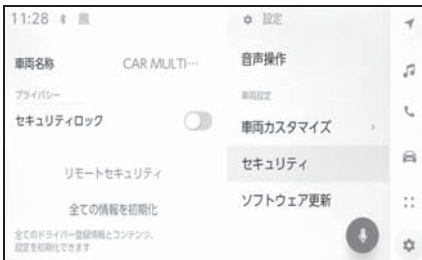 11:28
車両名称 CAR MULTI…
プライバシー
セキュリティロック
リモートセキュリティ
全ての情報を初期化
全てのドライバー登録情報とコンテンツ、
設定を初期化できます
設定
音声操作
車両設定
車両カスタマイズ
セキュリティ
ソフトウェア更新